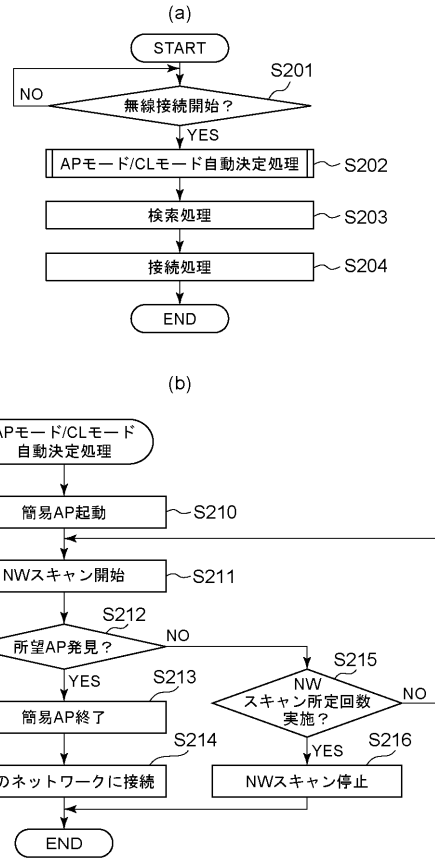 (a)
START
S201
NO
無線接続開始？
YES
APモード/CLモード自動決定処理
S202
検索処理
S203
接続処理
S204
END
(b)
APモード/CLモード
自動決定処理
簡易AP起動
S210
NWスキャン開始
S211
S212
所望AP発見？
NO
YES
S215
NW
スキャン所定回数
実施？
NO
S213
簡易AP終了
YES
S214
のネットワークに接続
S216
NWスキャン停止
END